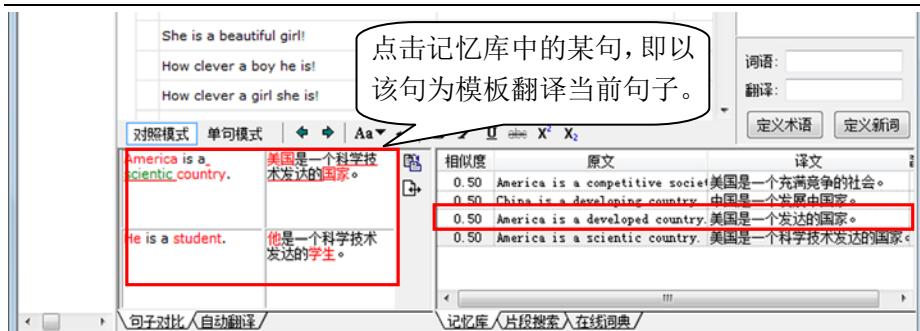 She is a beautiful girl!
How clever a boy he is!
How clever a girl she is!
点击记忆库中的某句，即以
该句为模板翻译当前句子。
词语：
翻译：
定义术语 定义新词
对照模式 单句模式 Aa U abc X² X₂
America is a
scientic country.
美国是一个科学技
术发达的国家。
He is a student.
他是一个科学技术
发达的学生。
相似度 原文 译文
0.50 America is a competitive societ 美国是一个充满竞争的社会。
0.50 China is a developing country. 中国是一个发展中国家。
0.50 America is a developed country. 美国是一个发达的国家。
0.50 America is a scientic country. 美国是一个科学技术发达的国家。
句子对比 自动翻译
记忆库 片段搜索 在线词典